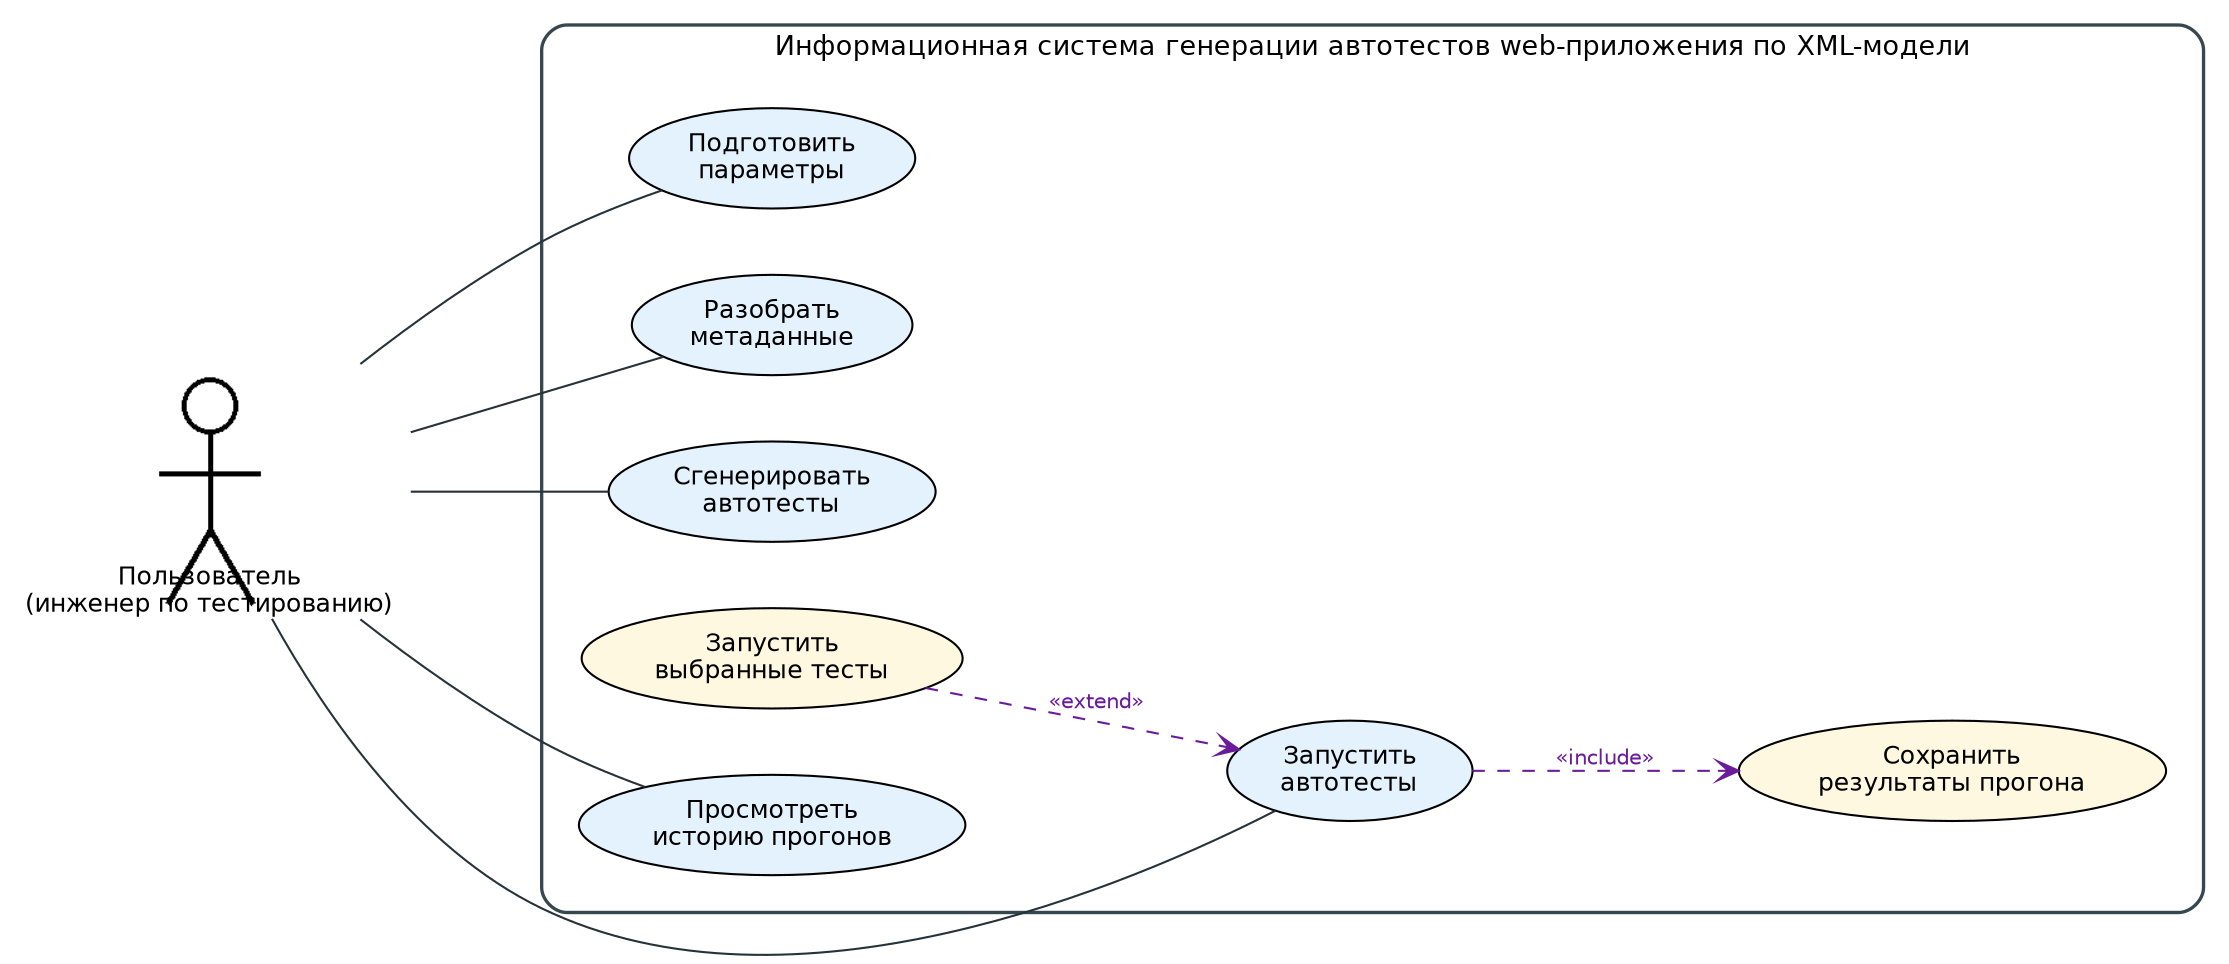 Информационная система генерации автотестов web-приложения по XML-модели
Подготовить
параметры
Разобрать
метаданные
Сгенерировать
автотесты
Пользователь
(инженер по тестированию)
Запустить
выбранные тесты
«extend»
Запустить
автотесты
«include»
Сохранить
результаты прогона
Просмотреть
историю прогонов